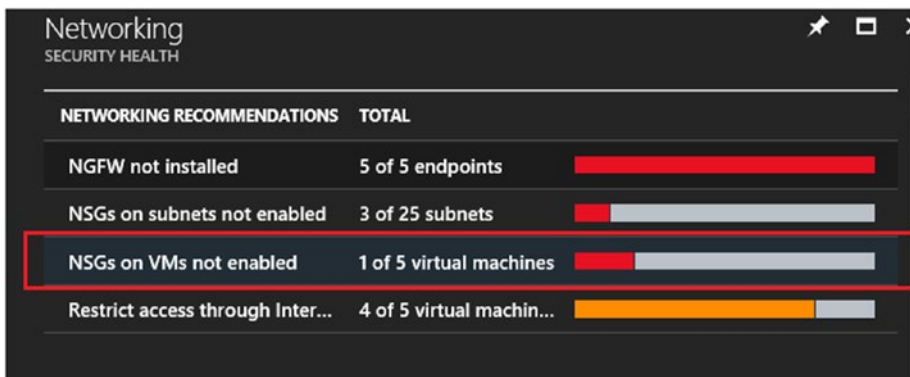 Networking
SECURITY HEALTH
NETWORKING RECOMMENDATIONS TOTAL
NGFW not installed 5 of 5 endpoints
NSGs on subnets not enabled 3 of 25 subnets
NSGs on VMs not enabled 1 of 5 virtual machines
Restrict access through Inter... 4 of 5 virtual machin...